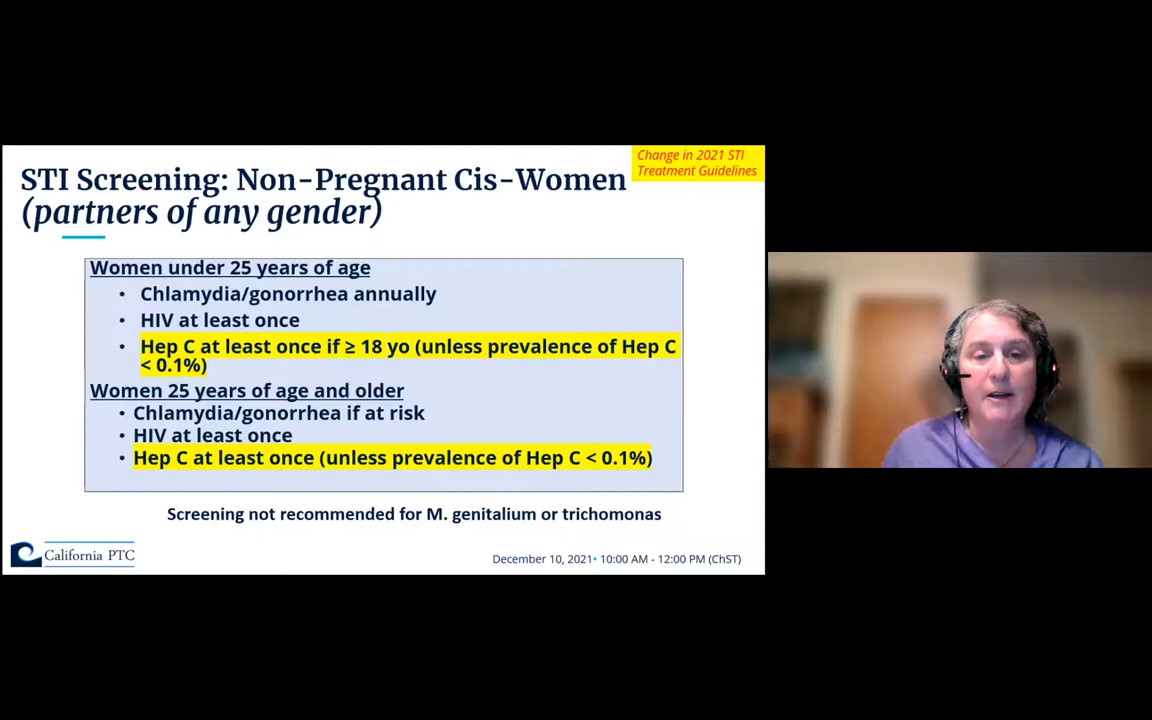 Change in 2021 STI
Treatment Guidelines
STI Screening: Non-Pregnant Cis-Women
(partners of any gender)
Women under 25 years of age
• Chlamydia/gonorrhea annually
• HIV at least once
• Hep C at least once if ≥ 18 yo (unless prevalence of Hep C
< 0.1%)
Women 25 years of age and older
• Chlamydia/gonorrhea if at risk
• HIV at least once
• Hep C at least once (unless prevalence of Hep C < 0.1%)
Screening not recommended for M. genitalium or trichomonas
California PTC
December 10, 2021• 10:00 AM - 12:00 PM (ChST)